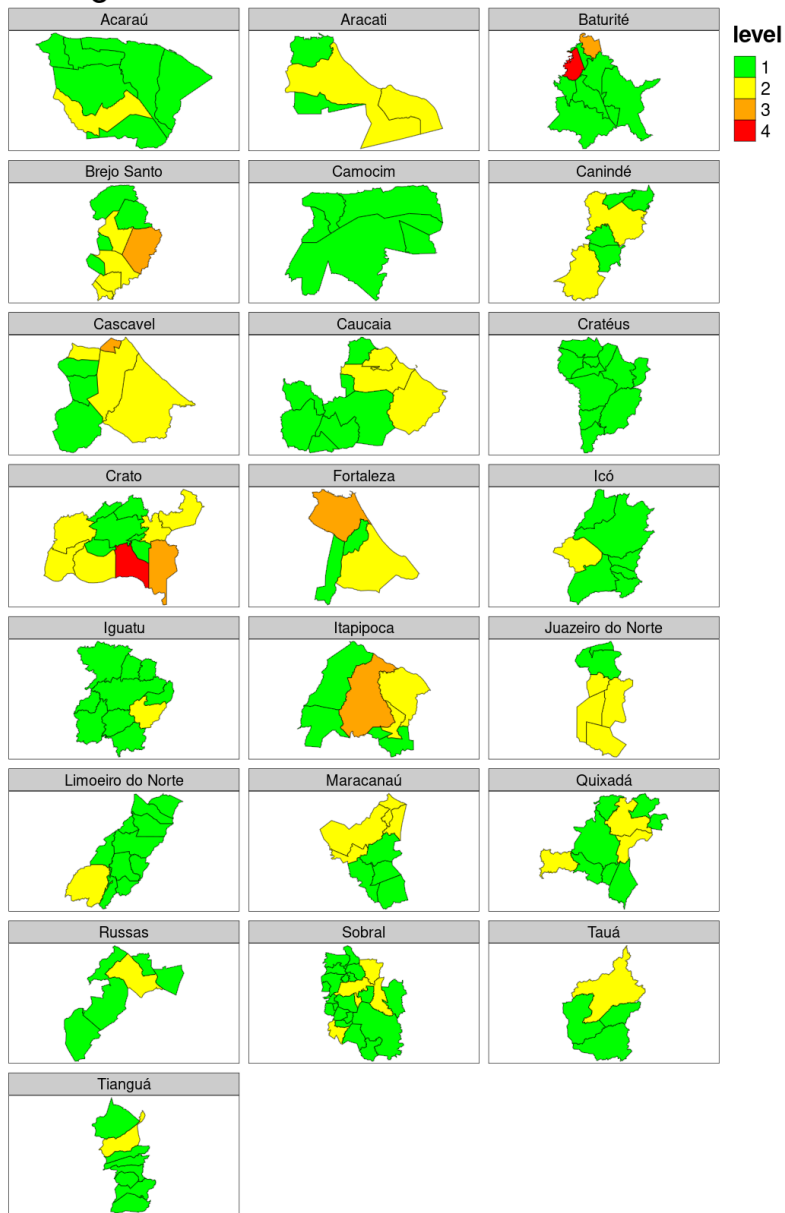 Acaraú Aracati Baturité
level
1
2
3
4
Brejo Santo Camocim Canindé
Cascavel Caucaia Cratéus
Crato Fortaleza Icó
Iguatu Itapipoca Juazeiro do Norte
Limoeiro do Norte Maracanaú Quixadá
Russas Sobral Tauá
Tianguá